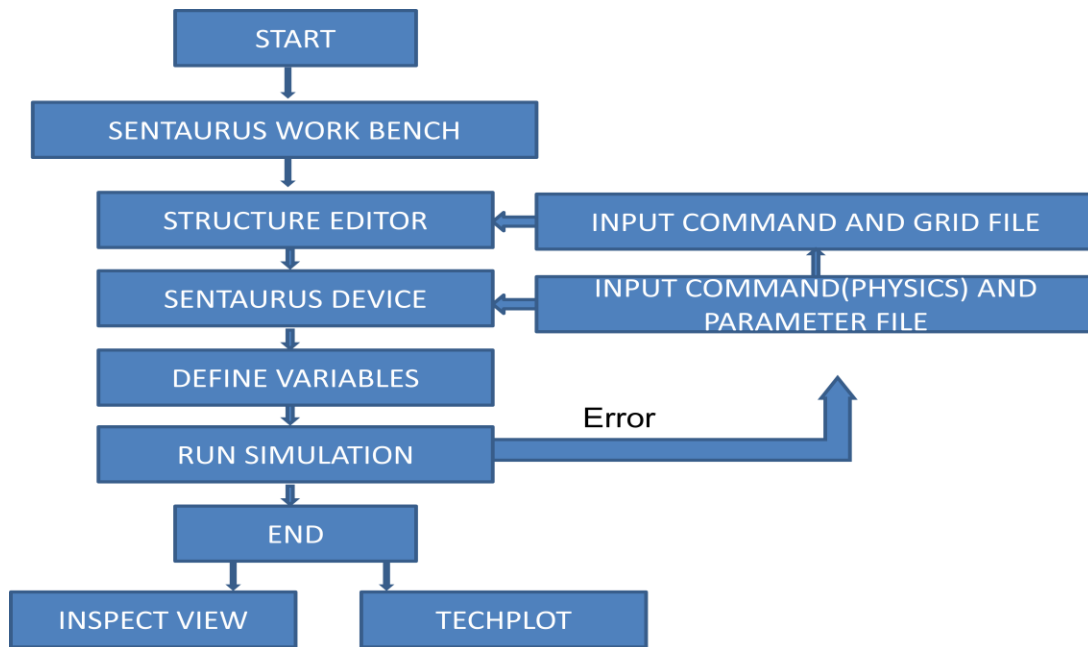 START
SENTAURUS WORK BENCH
STRUCTURE EDITOR
INPUT COMMAND AND GRID FILE
SENTAURUS DEVICE
INPUT COMMAND(PHYSICS) AND
PARAMETER FILE
DEFINE VARIABLES
Error
RUN SIMULATION
END
INSPECT VIEW
TECHPLOT